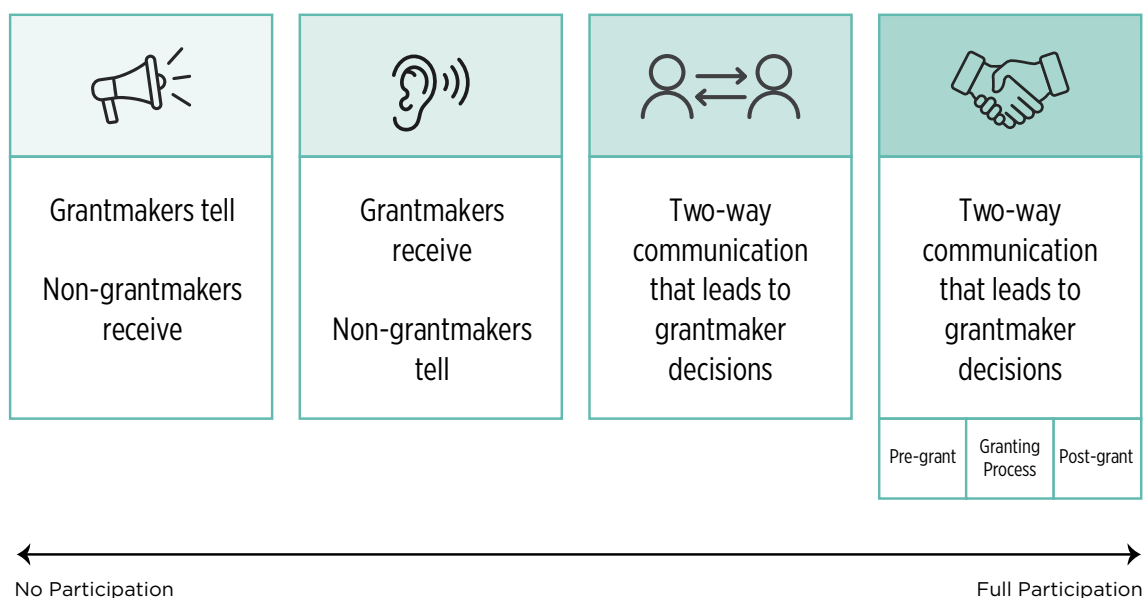 Grantmakers tell
Non-grantmakers
receive
Grantmakers
receive
Non-grantmakers
tell
Two-way
communication
that leads to
grantmaker
decisions
Two-way
communication
that leads to
grantmaker
decisions
Pre-grant
Granting
Process
Post-grant
No Participation
Full Participation